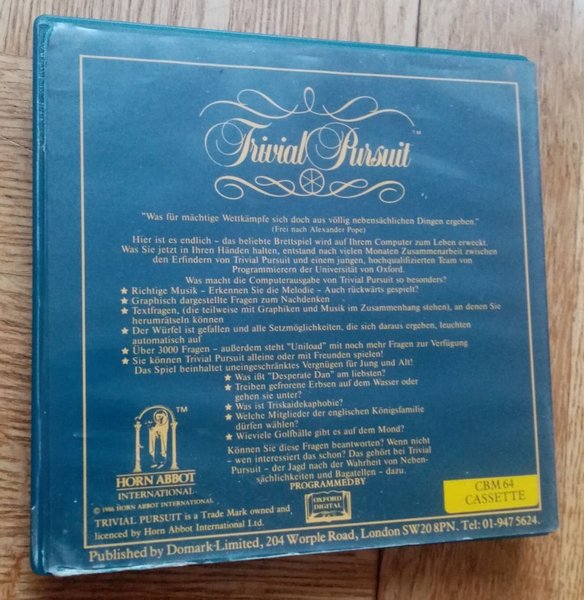 Trivial Pursuit ™
"Was für mächtige Wettkämpfe sich doch aus völlig nebensächlichen Dingen ergeben."
(Frei nach Alexander Pope)
Hier ist es endlich – das beliebte Brettspiel wird auf Ihrem Computer zum Leben erweckt.
Was Sie jetzt in Ihren Händen halten, entstand nach vielen Monaten Zusammenarbeit zwischen
den Erfindern von Trivial Pursuit und einem jungen, hochqualifizierten Team von
Programmierern der Universität von Oxford.
Was macht die Computerausgabe von Trivial Pursuit so besonders?
★ Richtige Musik – Erkennen Sie die Melodie – Auch rückwärts gespielt?
★ Graphisch dargestellte Fragen zum Nachdenken
★ Textfragen, (die teilweise mit Graphiken und Musik im Zusammenhang stehen), an denen Sie
herumrätseln können
★ Der Würfel ist gefallen und alle Setzmöglichkeiten, die sich daraus ergeben, leuchten
automatisch auf
★ Über 3000 Fragen – außerdem steht "Uniload" mit noch mehr Fragen zur Verfügung
★ Sie können Trivial Pursuit alleine oder mit Freunden spielen!
Das Spiel beinhaltet uneingeschränktes Vergnügen für Jung und Alt!
★ Was ißt "Desperate Dan" am liebsten?
★ Treiben gefrorene Erbsen auf dem Wasser oder
gehen sie unter?
★ Was ist Triskaidekaphobie?
★ Welche Mitglieder der englischen Königsfamilie
dürfen wählen?
★ Wieviele Golfbälle gibt es auf dem Mond?
Können Sie diese Fragen beantworten? Wenn nicht
– wen interessiert das schon? Das gehört bei Trivial
Pursuit – der Jagd nach der Wahrheit von Neben-
sächlichkeiten und Bagatellen – dazu.
PROGRAMMED BY
OXFORD
DIGITAL
™
HORN ABBOT
INTERNATIONAL
© 1986 HORN ABBOT INTERNATIONAL
TRIVIAL PURSUIT is a Trade Mark owned and
licenced by Horn Abbot International Ltd.
CBM 64
CASSETTE
Published by Domark Limited, 204 Worple Road, London SW20 8PN. Tel: 01-947 5624.